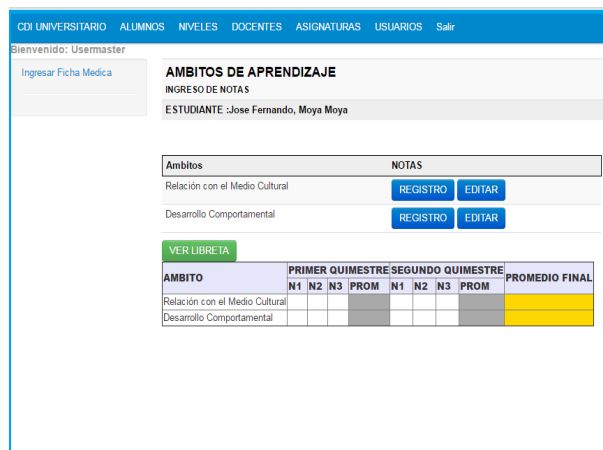 CDI UNIVERSITARIO ALUMNOS NIVELES DOCENTES ASIGNATURAS USUARIOS Salir
Bienvenido: Usermaster
Ingresar Ficha Medica
AMBITOS DE APRENDIZAJE
INGRESO DE NOTAS
ESTUDIANTE :Jose Fernando, Moya Moya
Ambitos NOTAS
Relación con el Medio Cultural REGISTRO EDITAR
Desarrollo Comportamental REGISTRO EDITAR
VER LIBRETA
AMBITO PRIMER QUIMESTRE SEGUNDO QUIMESTRE PROMEDIO FINAL
N1 N2 N3 PROM N1 N2 N3 PROM
Relación con el Medio Cultural
Desarrollo Comportamental